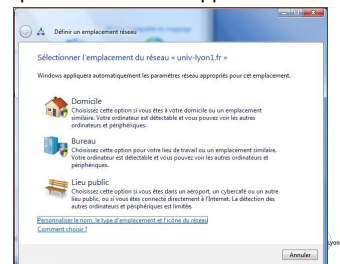 Définir un emplacement réseau
Sélectionner l'emplacement du réseau « univ-lyon1.fr »
Windows appliquera automatiquement les paramètres réseau appropriés pour cet emplacement.
Domicile
Choisissez cette option si vous êtes à votre domicile ou un emplacement
similaire. Votre ordinateur est détectable et vous pouvez voir les autres
ordinateurs et périphériques.
Bureau
Choisissez cette option pour votre lieu de travail ou un emplacement similaire.
Votre ordinateur est détectable et vous pouvez voir les autres ordinateurs et
périphériques.
Lieu public
Choisissez cette option si vous êtes dans un aéroport, un cybercafé ou un autre
lieu public, ou si vous êtes connecté directement à l'Internet. La détection des
autres ordinateurs et périphériques est limitée.
Personnaliser le nom, le type d'emplacement et l'icône du réseau
Comment choisir ?
Lyon
Annuler